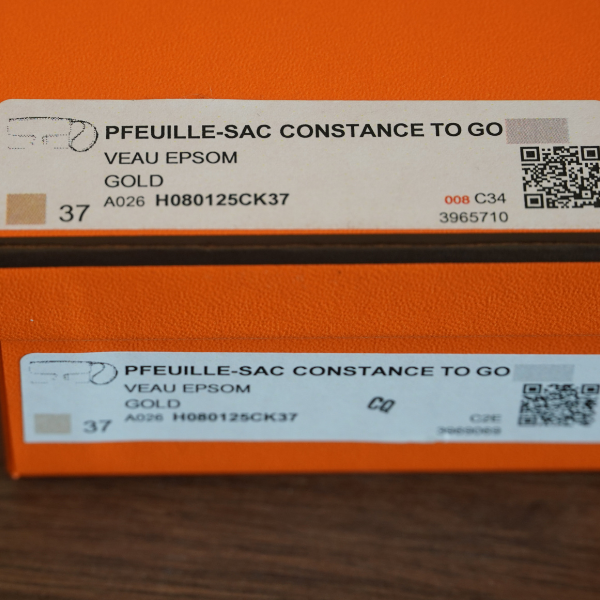 PFEUILLE-SAC CONSTANCE TO GO
VEAU EPSOM
GOLD
A026 H080125CK37
37
008 C34
3965710
PFEUILLE-SAC CONSTANCE TO GO
VEAU EPSOM
GOLD
A026 H080125CK37
37
CQ
C2E